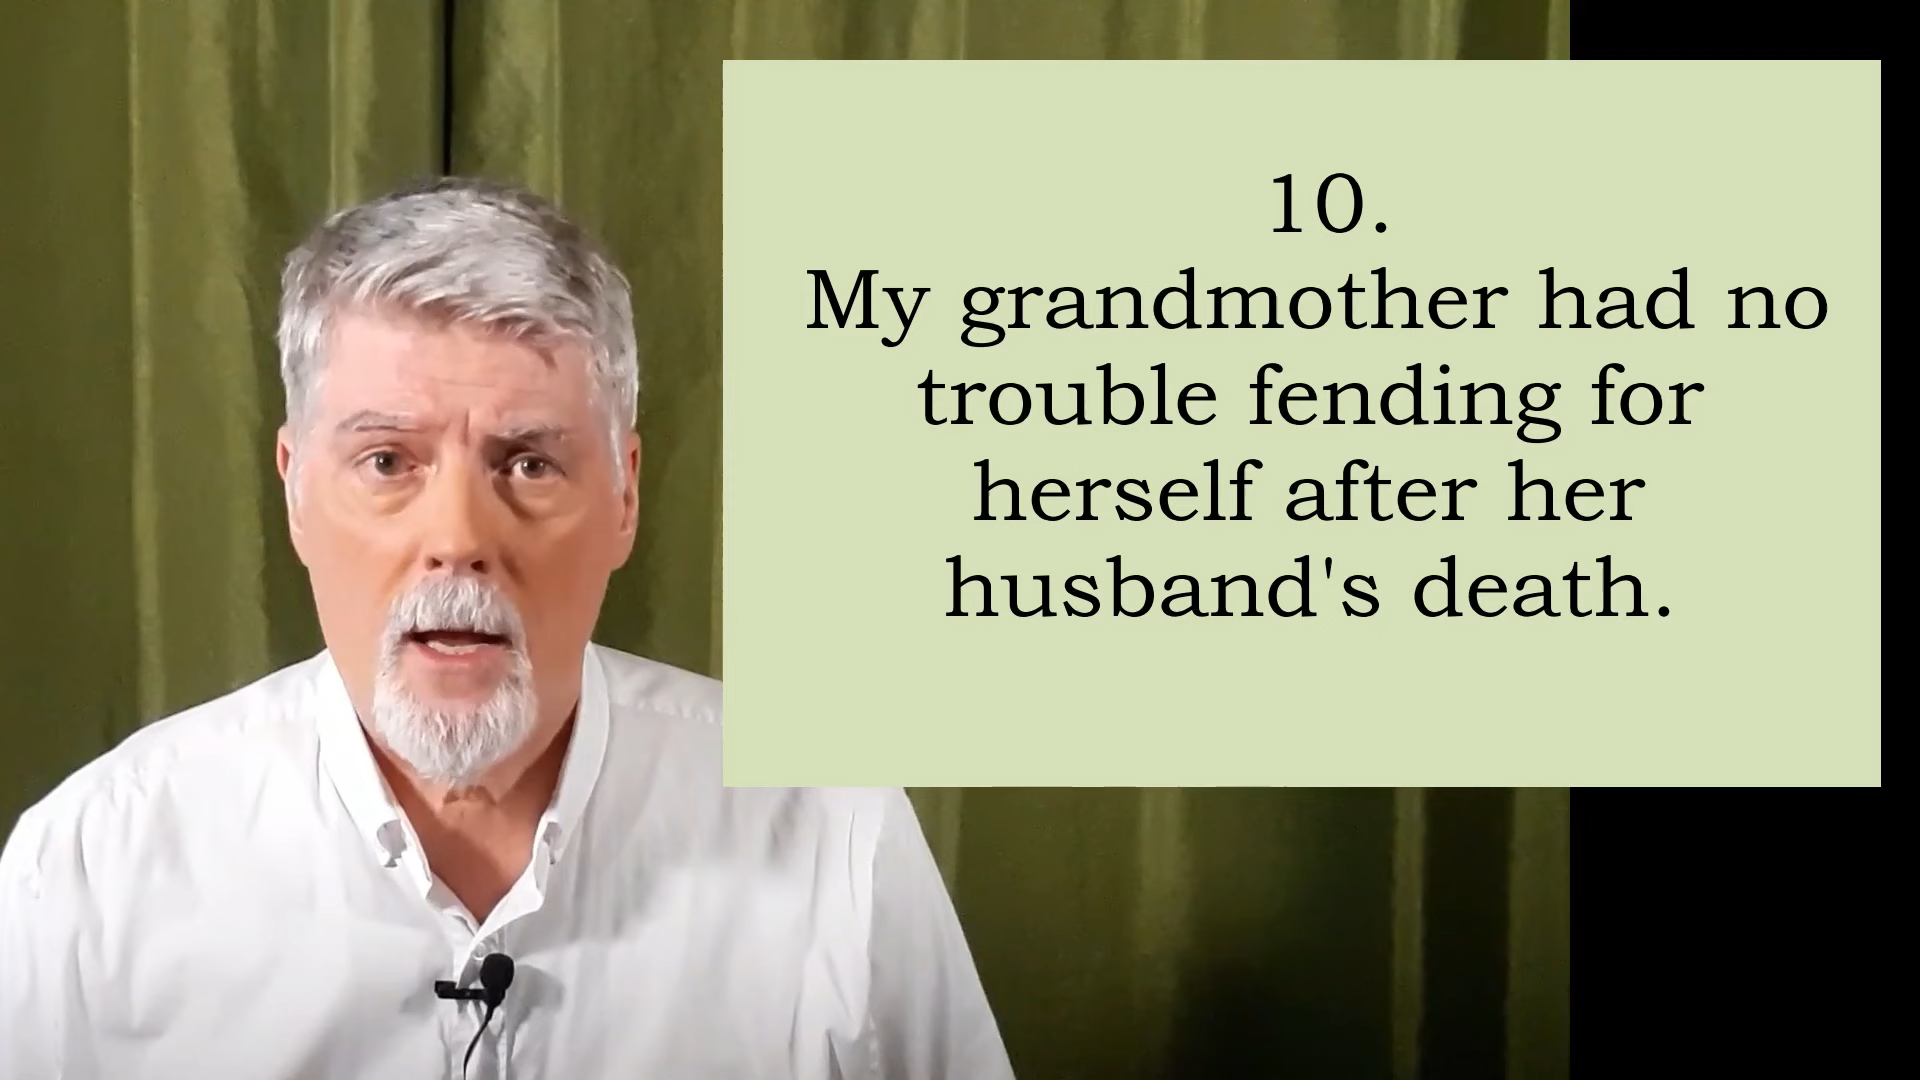 10.
My grandmother had no
trouble fending for
herself after her
husband's death.